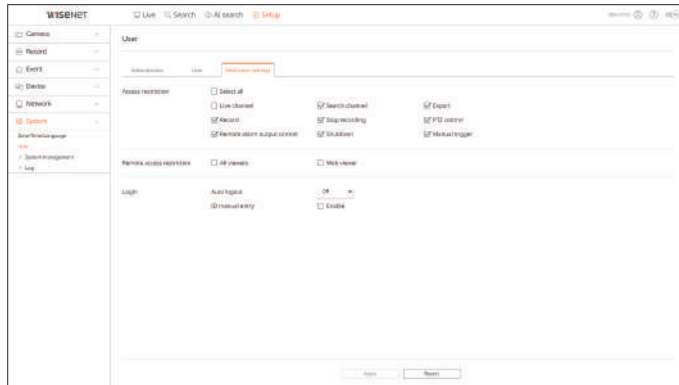 WISENET
Live Search AI search Setup
Camera
Record
Event
Device
Network
System
Date/Time/Language
User
System Management
Log
User
Administrator User Permission settings
Access restriction Select all
Live channel Search channel Export
Record Stop recording PTZ control
Remote alarm output control Shutdown Manual trigger
Remote access restriction All viewers Web viewer
Login Auto logout Off
ID manual entry Enable
Apply Revert